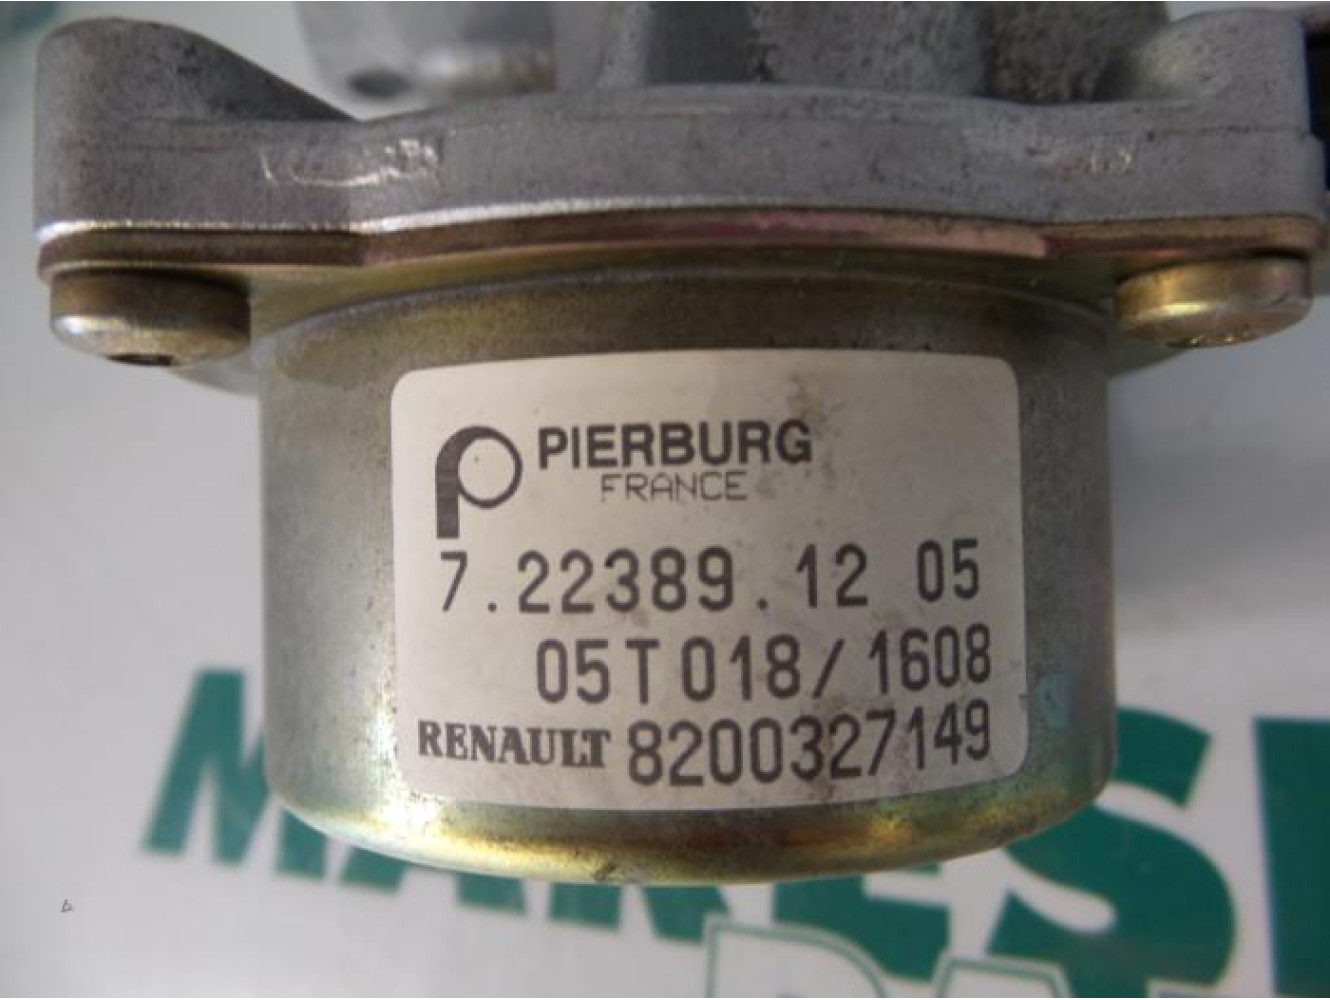 PIERBURG
FRANCE
7.22389.12 05
05T018/1608
RENAULT 8200327149